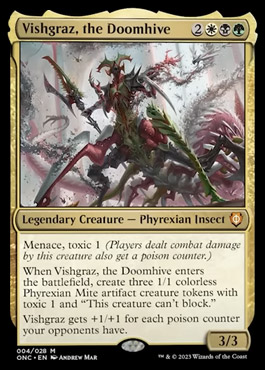 Vishgraz, the Doomhive 2
Legendary Creature — Phyrexian Insect
Menace, toxic 1 (Players dealt combat
damage by this creature also get a poison counter.)
When Vishgraz, the Doomhive enters
the battlefield, create three 1/1 colorless
Phyrexian Mite artifact creature tokens with
toxic 1 and "This creature can't block."
Vishgraz gets +1/+1 for each poison counter
your opponents have.
3/3
004/028 M
ONC • EN ANDREW MAR
™ & © 2023 Wizards of the Coast